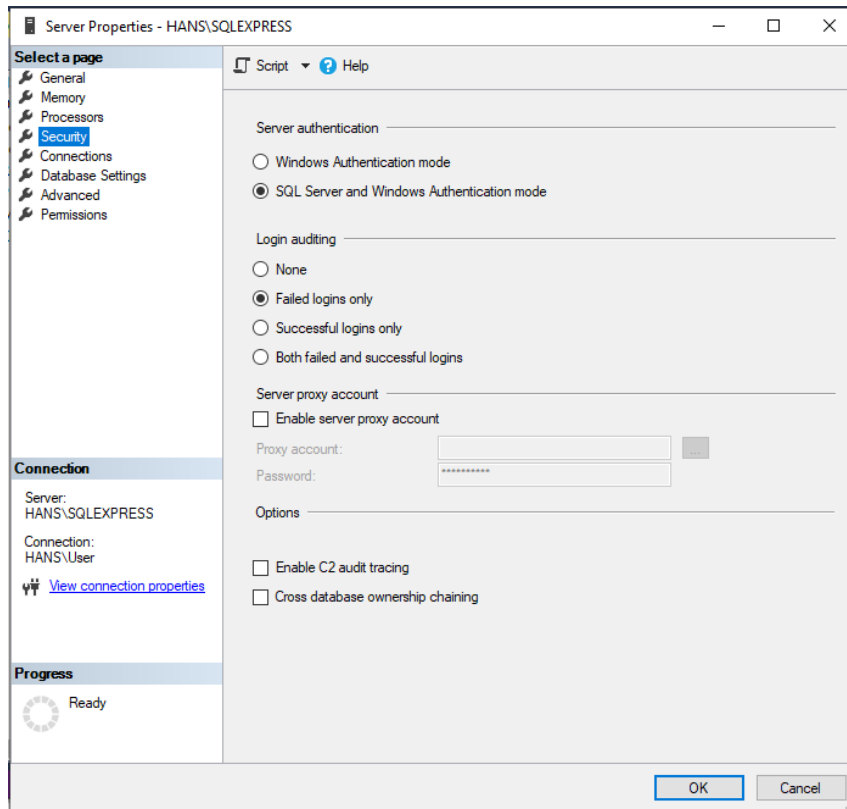 Server Properties - HANS\SQLEXPRESS
Select a page
General
Memory
Processors
Security
Connections
Database Settings
Advanced
Permissions
Script
Help
Server authentication
Windows Authentication mode
SQL Server and Windows Authentication mode
Login auditing
None
Failed logins only
Successful logins only
Both failed and successful logins
Server proxy account
Enable server proxy account
Proxy account:
...
Password:
**********
Options
Enable C2 audit tracing
Cross database ownership chaining
Connection
Server:
HANS\SQLEXPRESS
Connection:
HANS\User
View connection properties
Progress
Ready
OK
Cancel